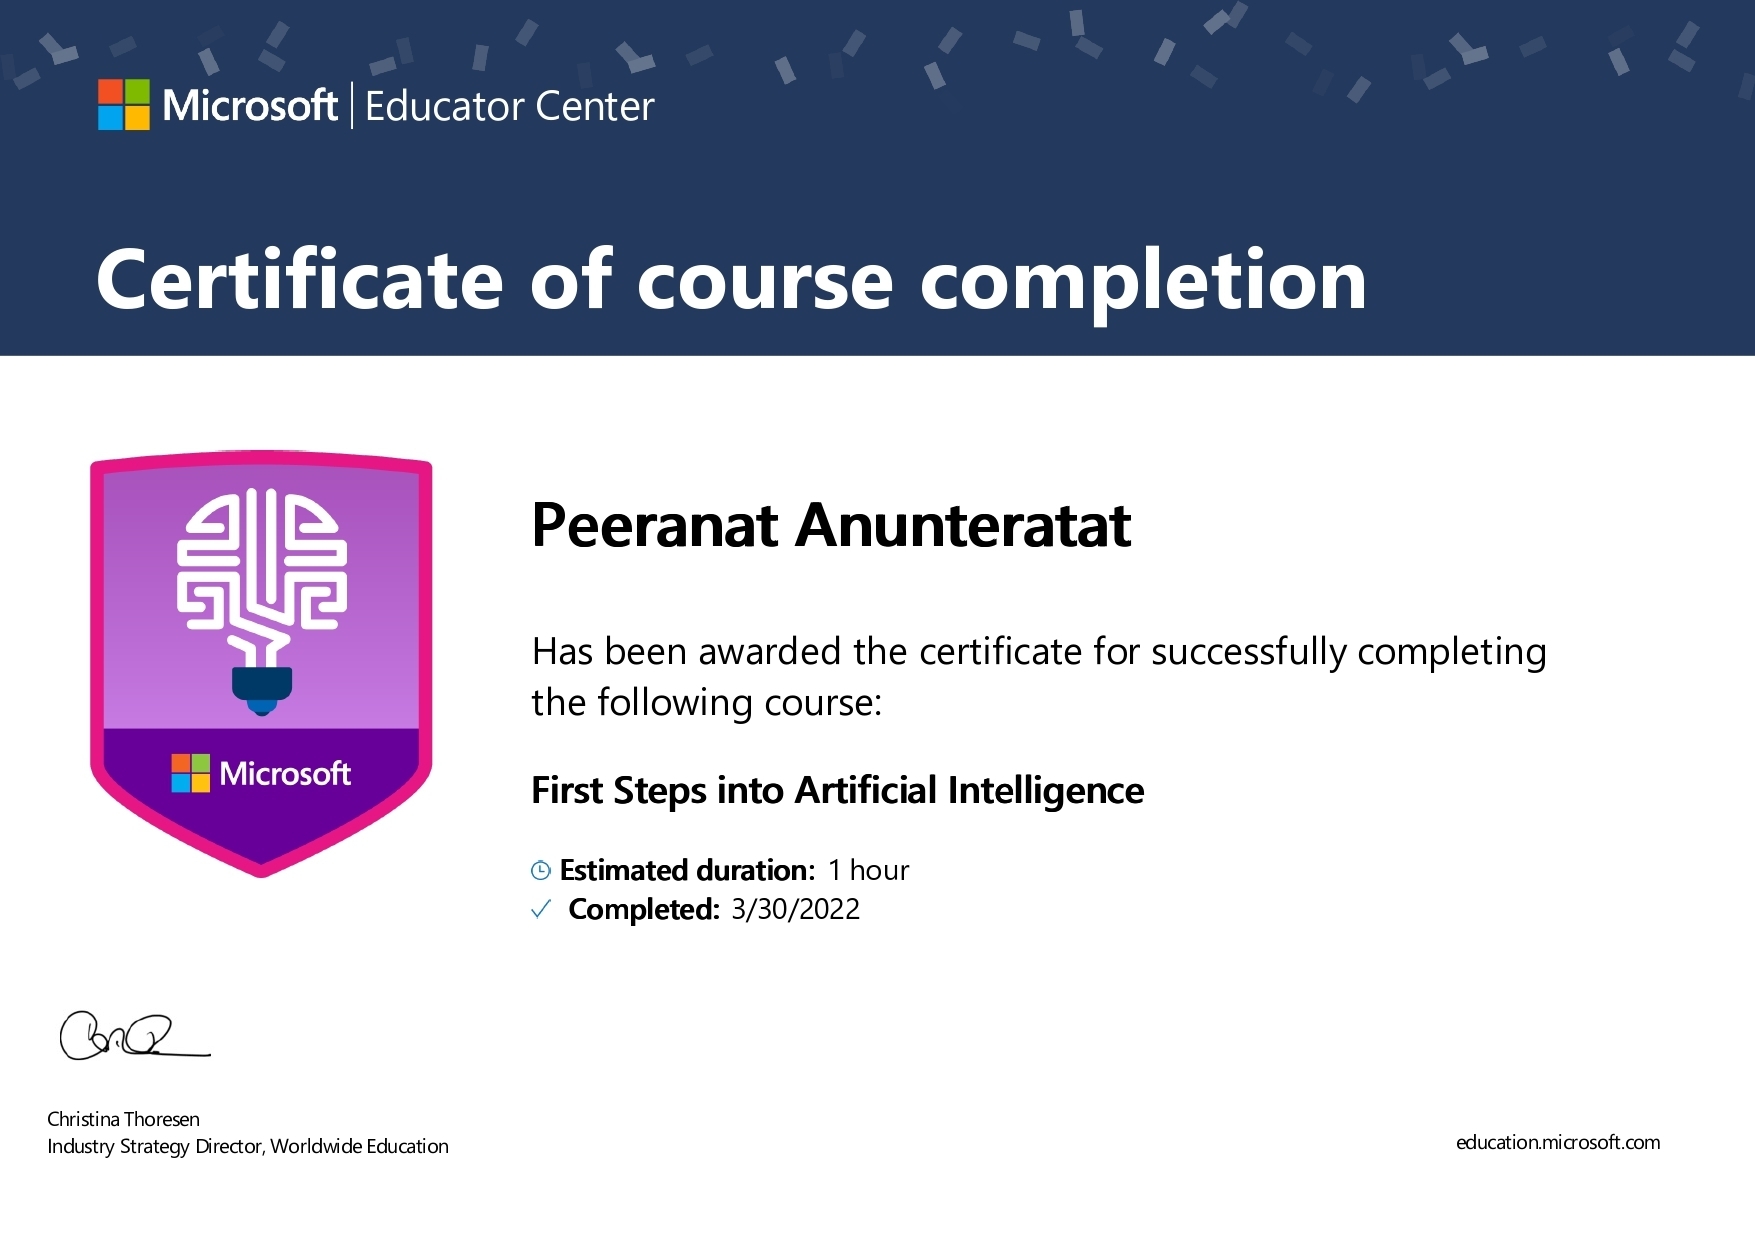 Microsoft | Educator Center
Certificate of course completion
Peeranat Anunteratat
Has been awarded the certificate for successfully completing
the following course:
First Steps into Artificial Intelligence
Estimated duration: 1 hour
Completed: 3/30/2022
Microsoft
Christina Thoresen
Industry Strategy Director, Worldwide Education
education.microsoft.com